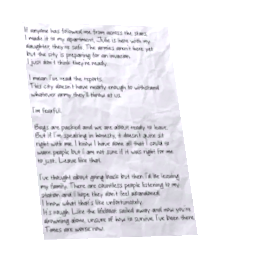 If anyone has followed me from across the stars.
I made it to my apartment, Julie is here with my
daughter, they're safe. The armies aren't here yet
but the city is preparing for an invasion.
I just don't think they're ready.
I mean I've read the reports.
This city doesn't have nearly enough to withstand
whatever army they'll throw at us.
I'm fearful.
Bags are packed and we are about ready to leave.
But if I'm speaking in honesty, it doesn't quite sit
right with me. I know I have done all that I could to
warn people but I am not sure if it was right for me
to just. Leave like that.
I've thought about going back but then I'd be leaving
my family. There are countless people listening to my
station and I hope they don't feel abandoned.
I know what that's like unfortunately.
It's rough. Like the lifeline sailed away and now you're
drowning alone, unsure of how to survive. I've been there.
Times are worse now.